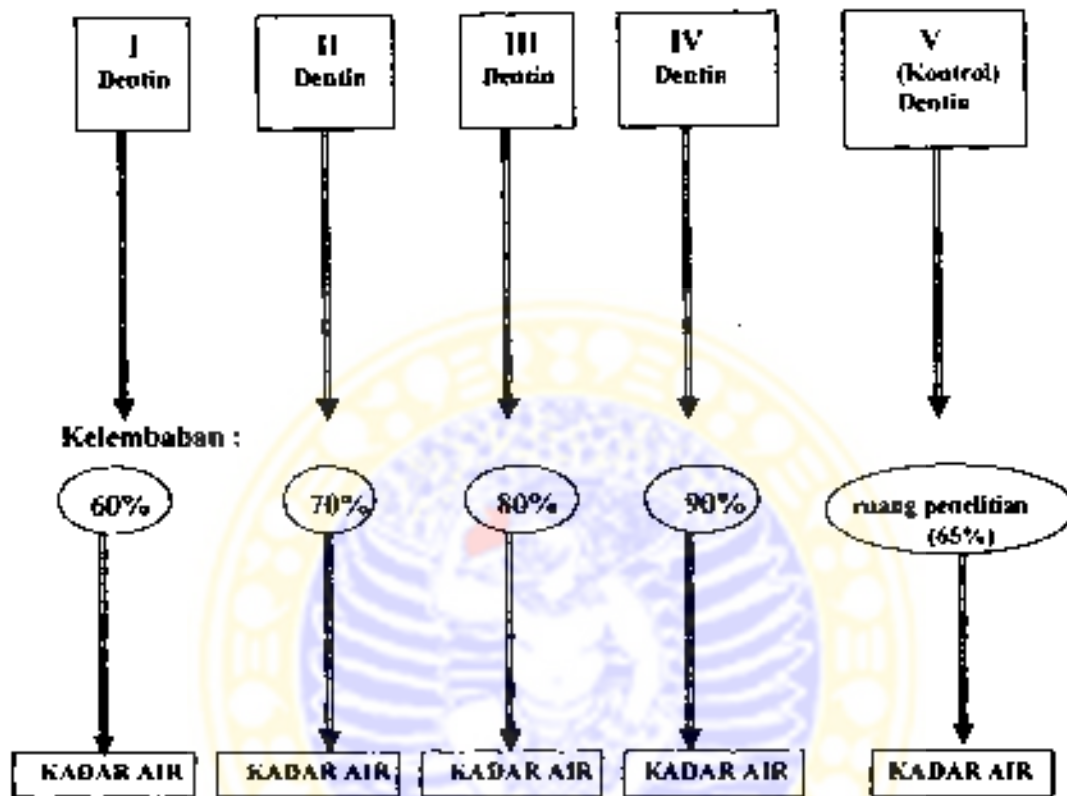 I
Dentin
II
Dentin
III
Dentin
IV
Dentin
V
(Kontrol)
Dentin
Kelembaban :
60%
70%
80%
90%
ruang penelitian
(65%)
KADAR AIR
KADAR AIR
KADAR AIR
KADAR AIR
KADAR AIR